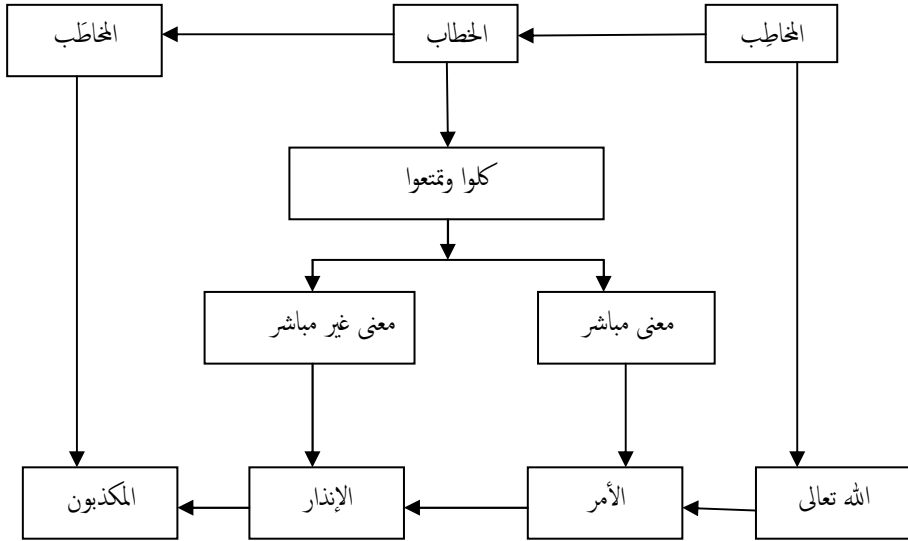 المخاطِب
الخطاب
المخاطَب
كلوا وتمتعوا
معنى مباشر
معنى غير مباشر
الله تعالى
الأمر
الإنذار
المكذبون